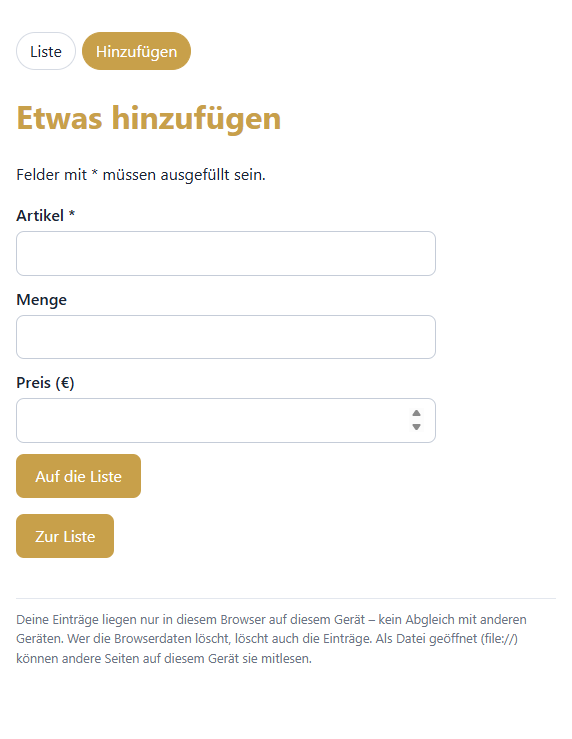 Liste
Hinzufügen
Etwas hinzufügen
Felder mit * müssen ausgefüllt sein.
Artikel *
Menge
Preis (€)
Auf die Liste
Zur Liste
Deine Einträge liegen nur in diesem Browser auf diesem Gerät – kein Abgleich mit anderen
Geräten. Wer die Browserdaten löscht, löscht auch die Einträge. Als Datei geöffnet (file://)
können andere Seiten auf diesem Gerät sie mitlesen.